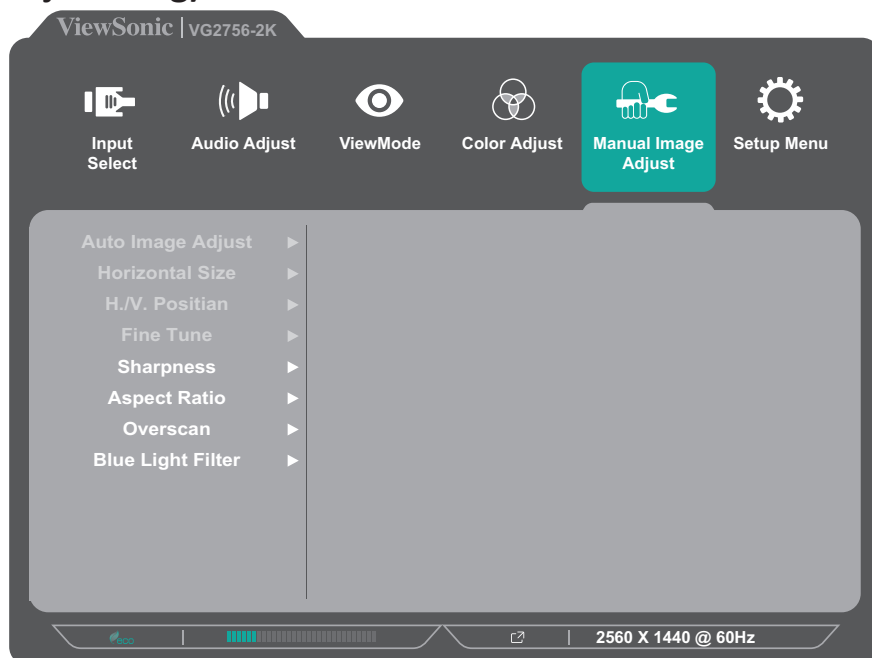 ViewSonic | VG2756-2K
Input Select
Audio Adjust
ViewMode
Color Adjust
Manual Image Adjust
Setup Menu
Auto Image Adjust
Horizontal Size
H./V. Positian
Fine Tune
Sharpness
Aspect Ratio
Overscan
Blue Light Filter
eco
2560 X 1440 @ 60Hz